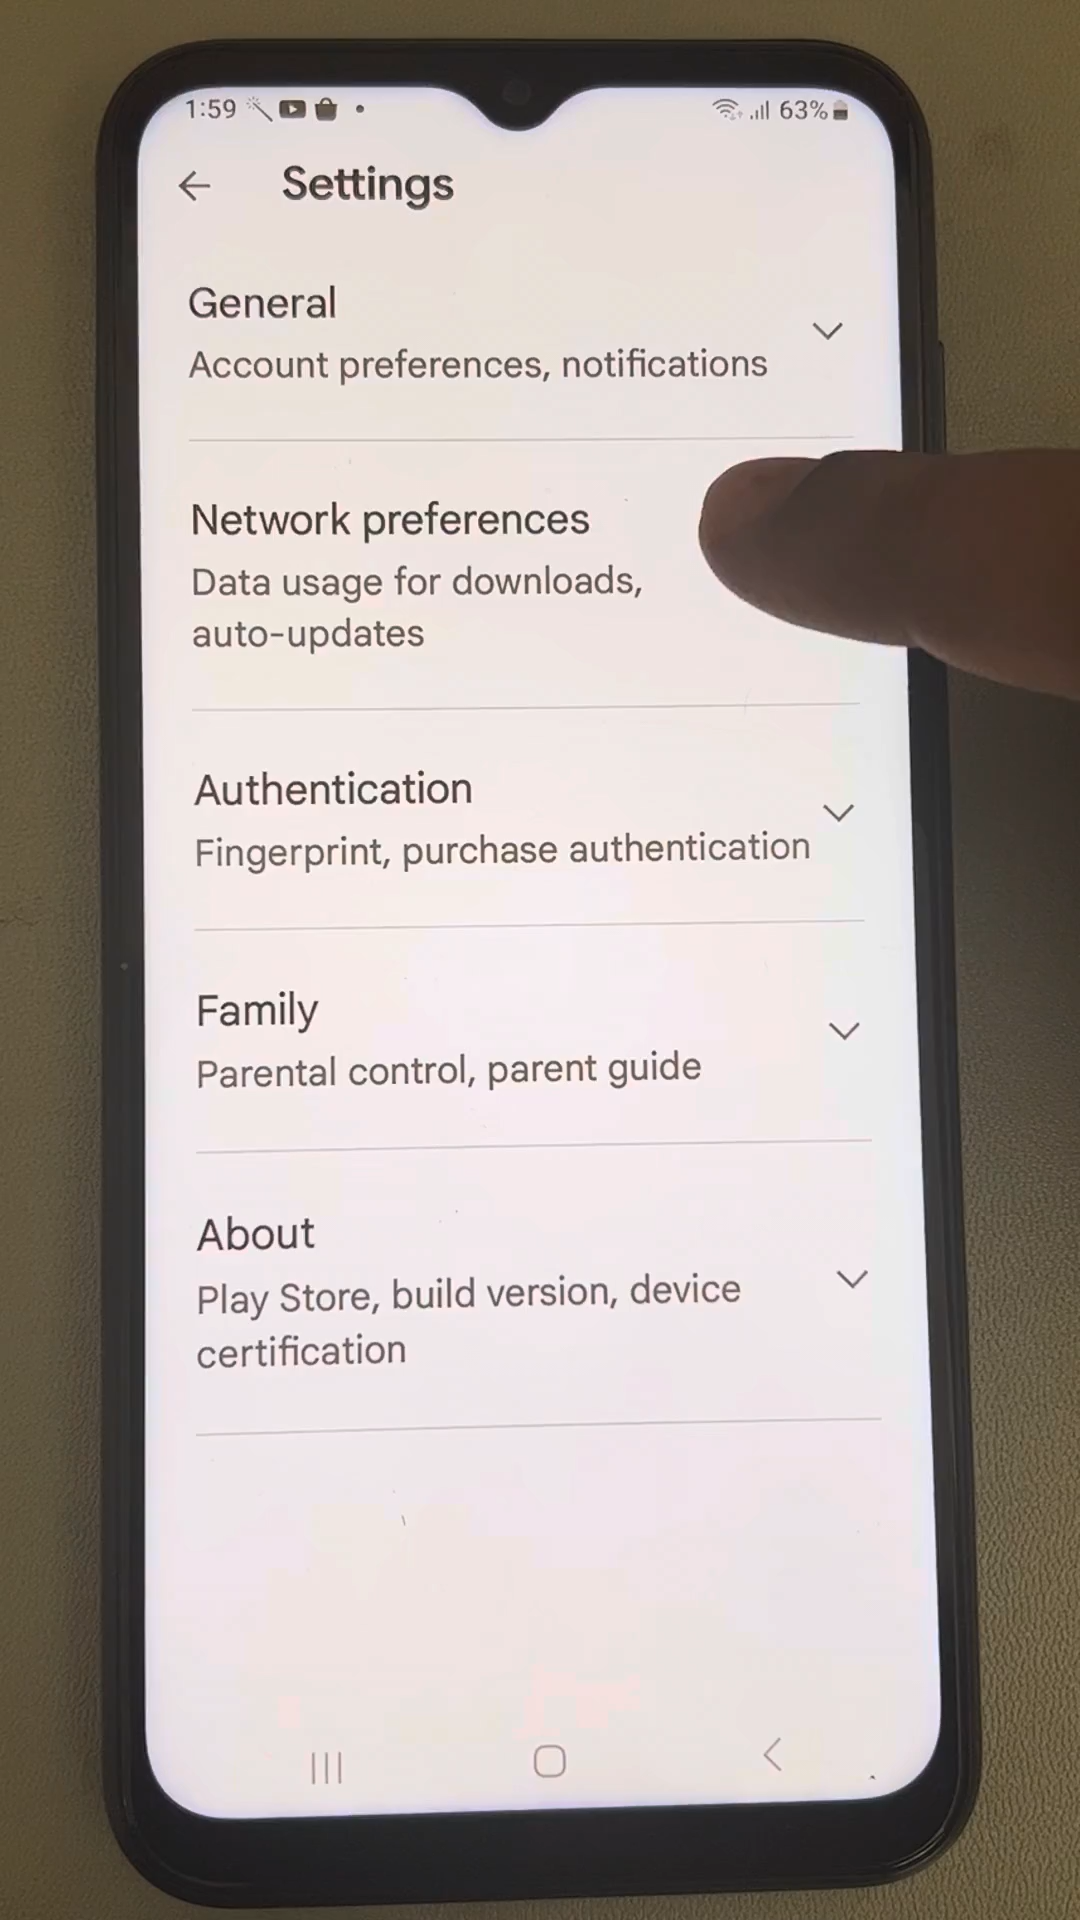 1:59 63%
Settings
General
Account preferences, notifications
Network preferences
Data usage for downloads,
auto-updates
Authentication
Fingerprint, purchase authentication
Family
Parental control, parent guide
About
Play Store, build version, device
certification